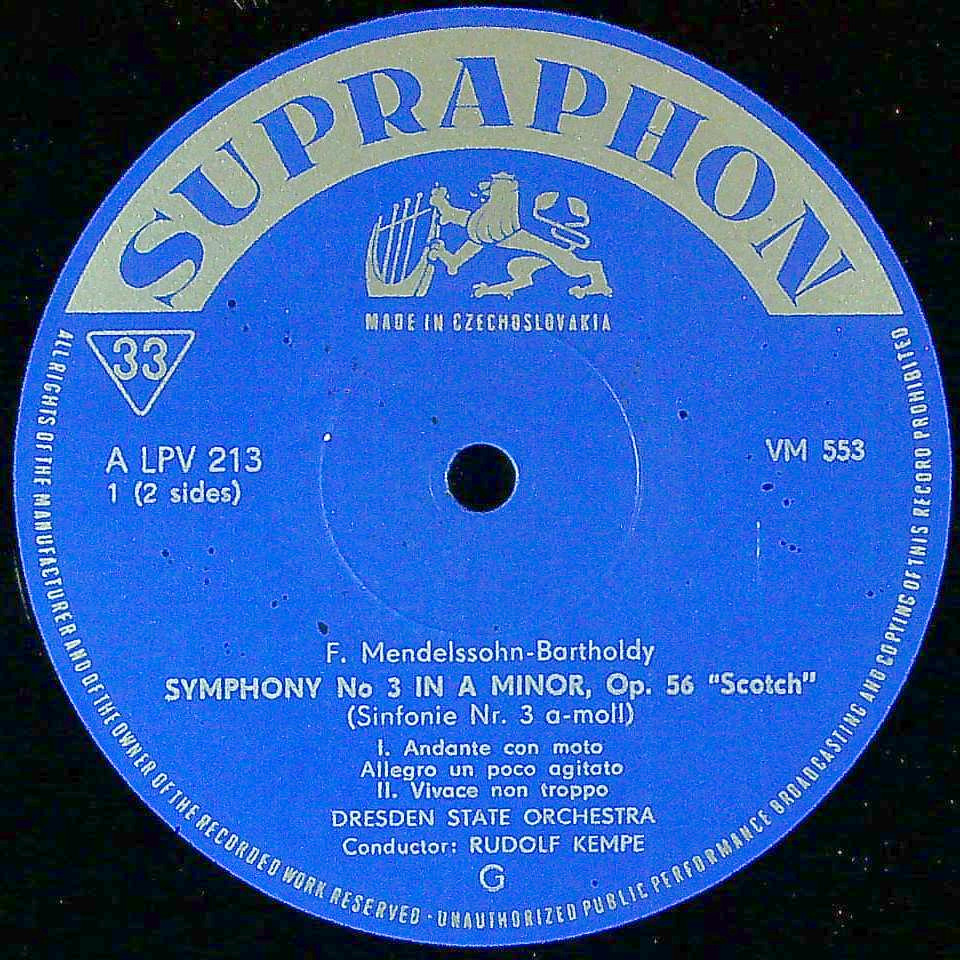 SUPRAPHON
MADE IN CZECHOSLOVAKIA
33
A LPV 213
1 (2 sides)
VM 553
F. Mendelssohn-Bartholdy
SYMPHONY No 3 IN A MINOR, Op. 56 "Scotch"
(Sinfonie Nr. 3 a-moll)
I. Andante con moto
Allegro un poco agitato
II. Vivace non troppo
DRESDEN STATE ORCHESTRA
Conductor: RUDOLF KEMPE
G
ALL RIGHTS OF THE MANUFACTURER AND OF THE OWNER OF THE RECORDED WORK RESERVED · UNAUTHORIZED PUBLIC PERFORMANCE BROADCASTING AND COPYING OF THIS RECORD PROHIBITED